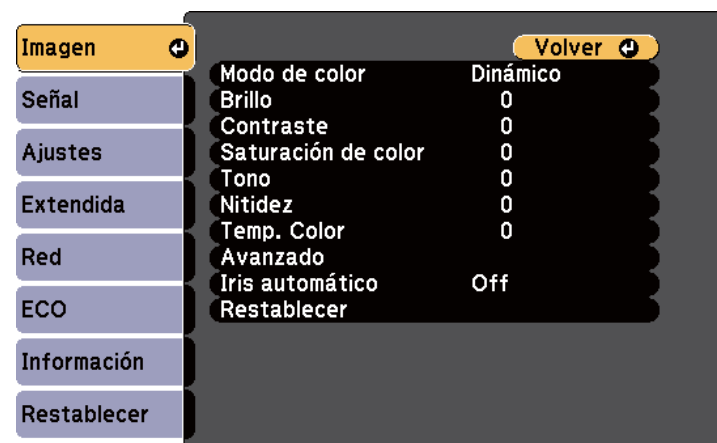 Imagen
Señal
Ajustes
Extendida
Red
ECO
Información
Restablecer
Volver
Modo de color Dinámico
Brillo 0
Contraste 0
Saturación de color 0
Tono 0
Nitidez 0
Temp. Color 0
Avanzado
Iris automático Off
Restablecer